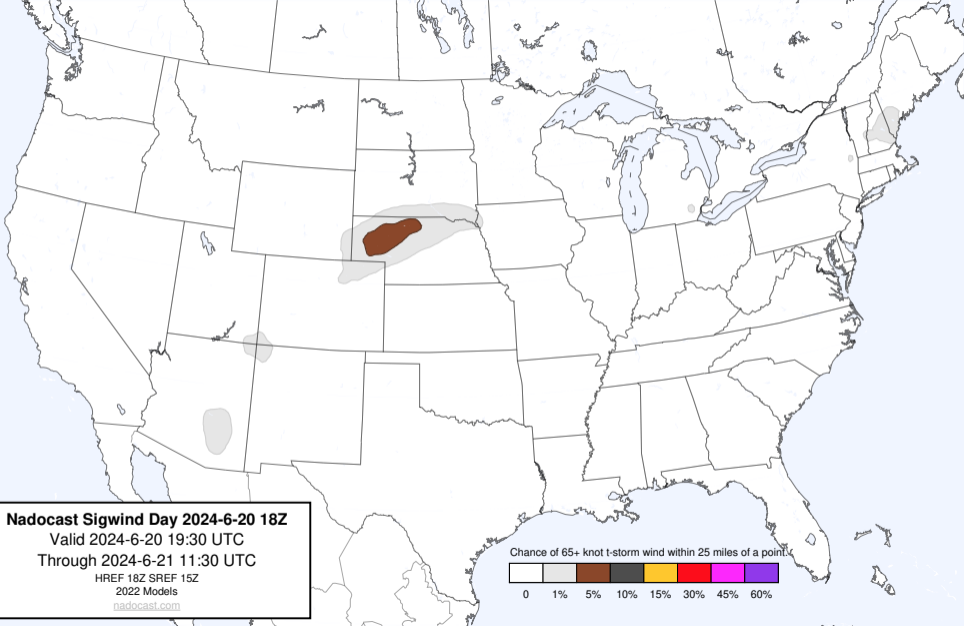 Nadocast Sigwind Day 2024-6-20 18Z
Valid 2024-6-20 19:30 UTC
Through 2024-6-21 11:30 UTC
HREF 18Z SREF 15Z
2022 Models
nadocast.com
Chance of 65+ knot t-storm wind within 25 miles of a point.
0 1% 5% 10% 15% 30% 45% 60%